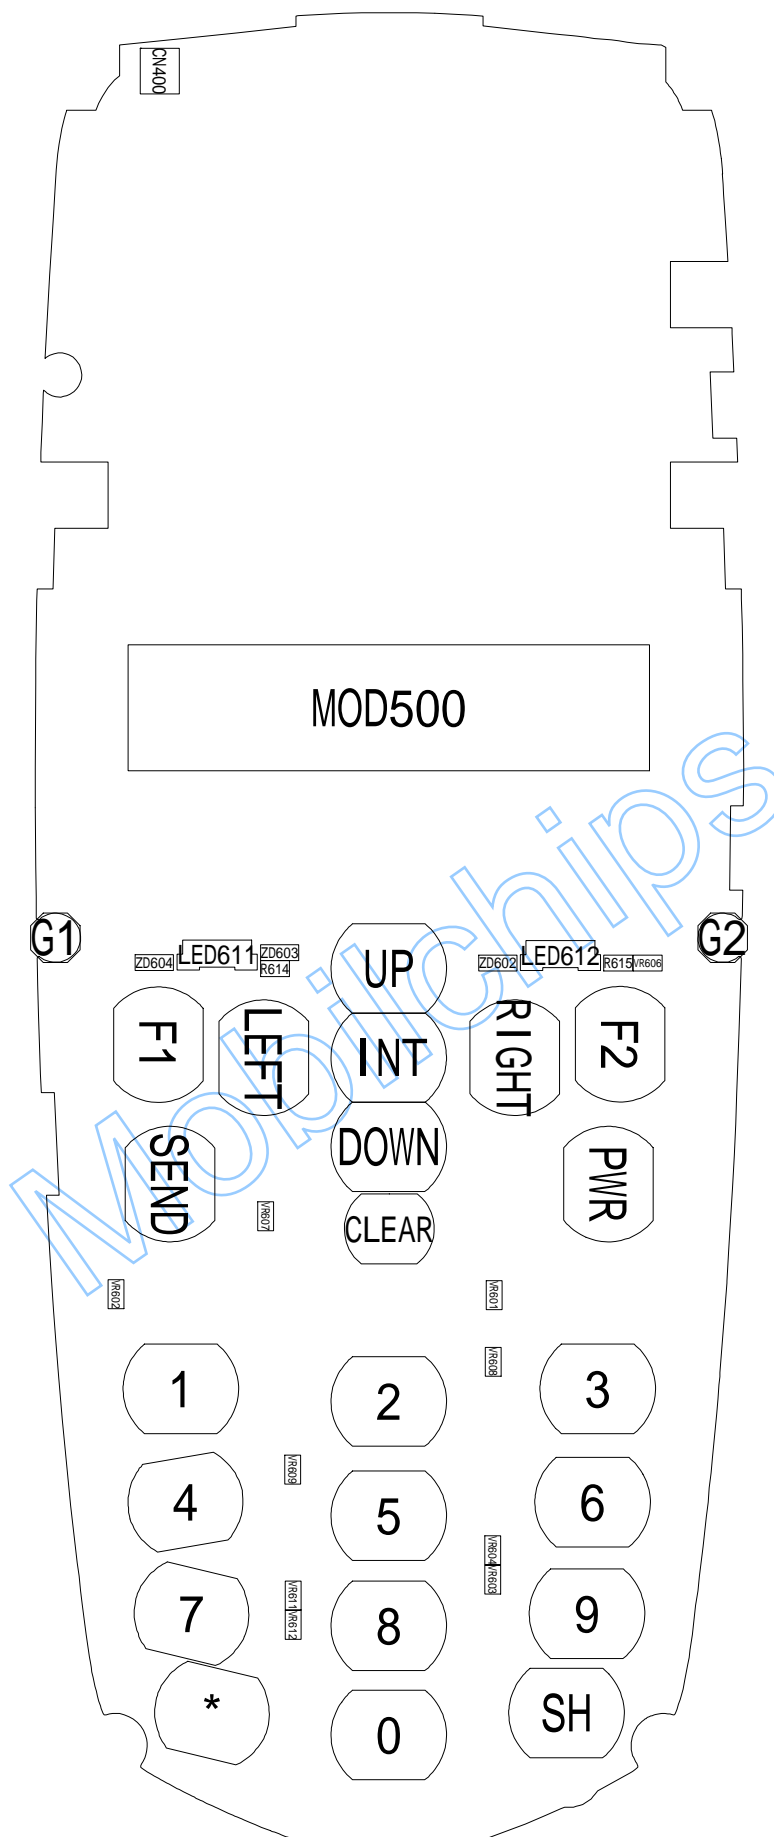 CN400
MOD500
G1
G2
ZD604
LED611
ZD603
R614
UP
ZD602
LED612
R615
VR606
F1
LEFT
INT
RIGHT
F2
DOWN
SEND
PWR
VR607
CLEAR
VR602
VR601
VR608
1
2
3
VR609
4
5
6
VR604
VR603
VR611
VR612
7
8
9
*
0
SH
Mobilchips